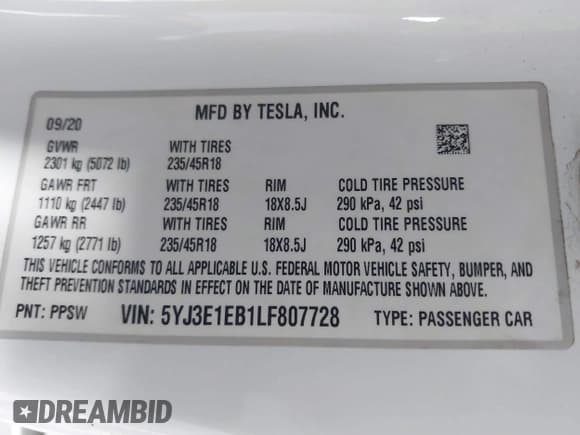 MFD BY TESLA, INC.
09/20
GVWR WITH TIRES
2301 kg (5072 lb) 235/45R18
GAWR FRT WITH TIRES RIM COLD TIRE PRESSURE
1110 kg (2447 lb) 235/45R18 18X8.5J 290 kPa, 42 psi
GAWR RR WITH TIRES RIM COLD TIRE PRESSURE
1257 kg (2771 lb) 235/45R18 18X8.5J 290 kPa, 42 psi
THIS VEHICLE CONFORMS TO ALL APPLICABLE U.S. FEDERAL MOTOR VEHICLE SAFETY, BUMPER, AND
THEFT PREVENTION STANDARDS IN EFFECT ON THE DATE OF MANUFACTURE SHOWN ABOVE.
PNT: PPSW VIN: 5YJ3E1EB1LF807728 TYPE: PASSENGER CAR
DREAMBID